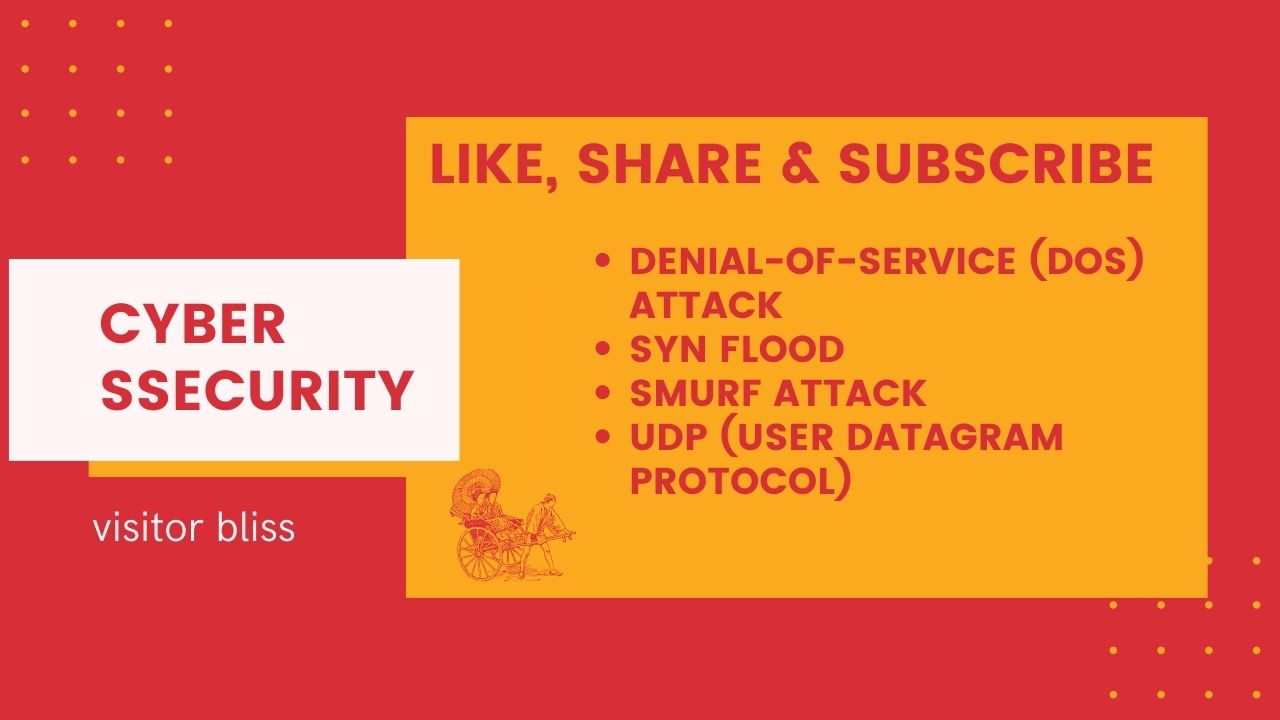 LIKE, SHARE & SUBSCRIBE
CYBER
SSECURITY
visitor bliss
DENIAL-OF-SERVICE (DOS)
ATTACK
SYN FLOOD
SMURF ATTACK
UDP (USER DATAGRAM
PROTOCOL)